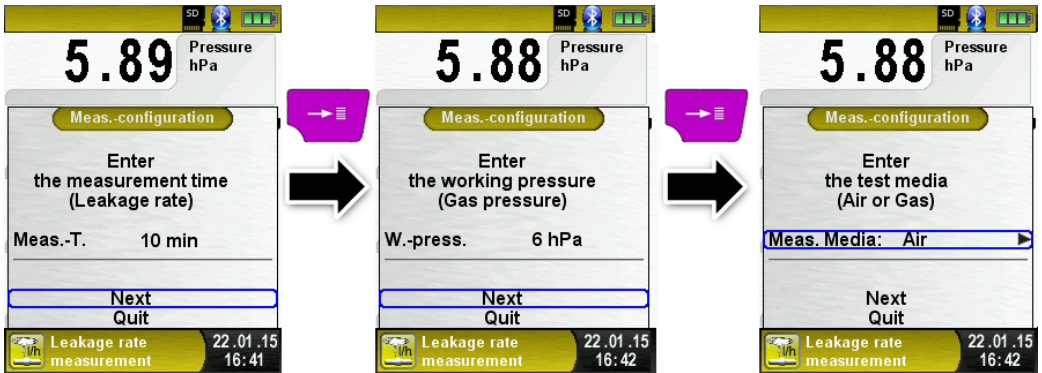 SD
5.89
Pressure
hPa
Meas.-configuration
Enter
the measurement time
(Leakage rate)
Meas.-T. 10 min
Next
Quit
l/h
Leakage rate
measurement
22.01.15
16:41
SD
5.88
Pressure
hPa
Meas.-configuration
Enter
the working pressure
(Gas pressure)
W.-press. 6 hPa
Next
Quit
l/h
Leakage rate
measurement
22.01.15
16:42
SD
5.88
Pressure
hPa
Meas.-configuration
Enter
the test media
(Air or Gas)
Meas. Media: Air
Next
Quit
l/h
Leakage rate
measurement
22.01.15
16:42